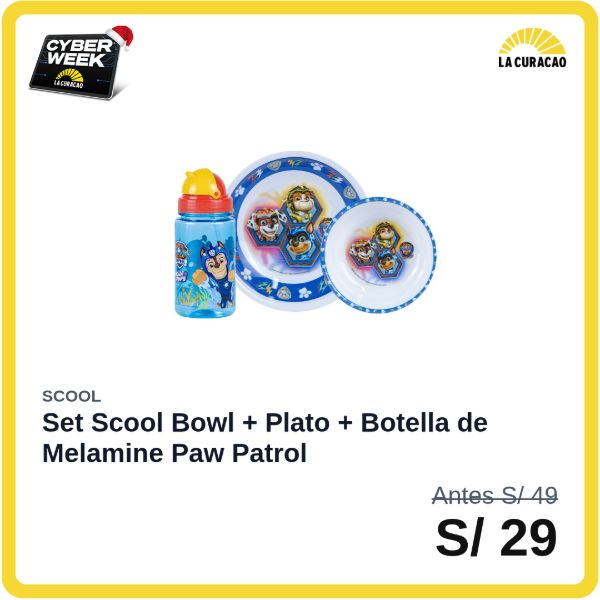 CYBER
WEEK
LA CURACAO
LA CURACAO
SCOOL
Set Scool Bowl + Plato + Botella de
Melamine Paw Patrol
Antes S/ 49
S/ 29